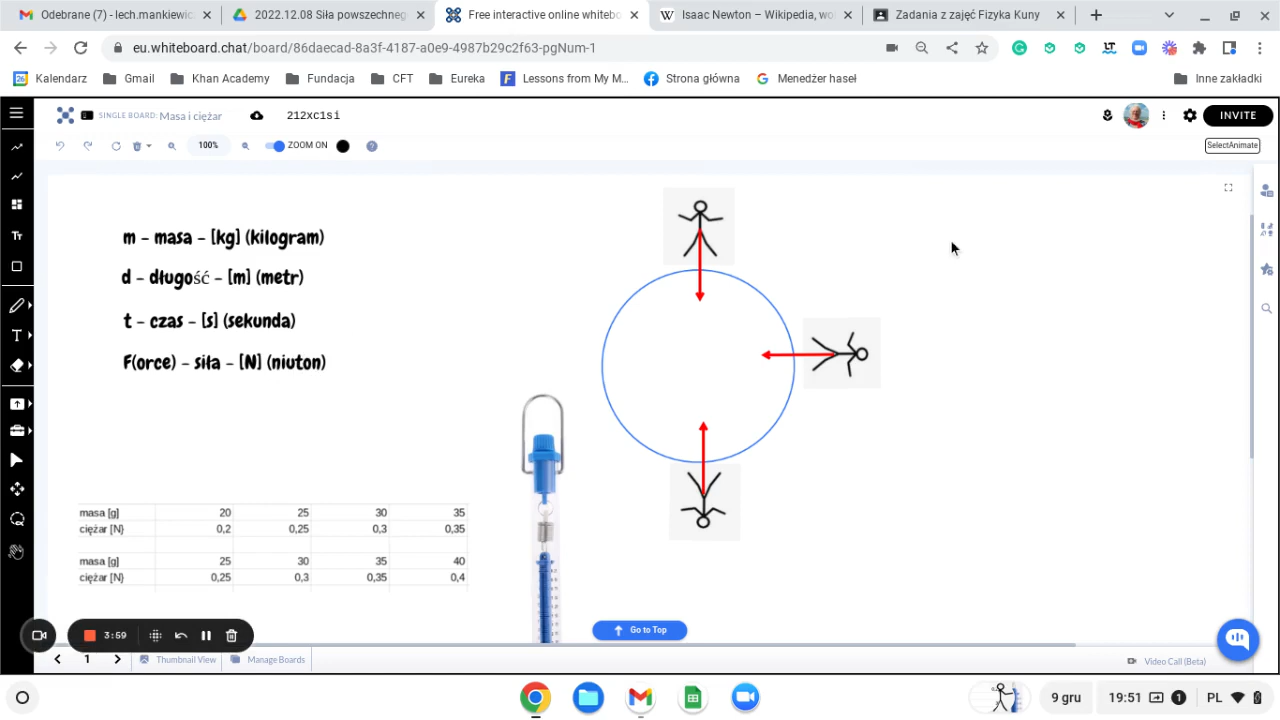 Odebrane (7) - lech.mankiewic
2022.12.08 Siła powszechneg
Free interactive online whitebo
Isaac Newton – Wikipedia, wo
Zadania z zajęć Fizyka Kuny
eu.whiteboard.chat/board/86daecad-8a3f-4187-a0e9-4987b29c2f63-pgNum-1
Kalendarz
Gmail
Khan Academy
Fundacja
CFT
Eureka
Lessons from My M...
Strona główna
Menedżer haseł
Inne zakładki
SINGLE BOARD: Masa i ciężar
212xc1si
INVITE
100%
ZOOM ON
SelectAnimate
m - masa - [kg] (kilogram)
d - długość - [m] (metr)
t - czas - [s] (sekunda)
F(orce) - siła - [N] (niuton)
masa [g] 20 25 30 35
ciężar [N} 0,2 0,25 0,3 0,35
masa [g] 25 30 35 40
ciężar [N} 0,25 0,3 0,35 0,4
3:59
Go to Top
1
Thumbnail View
Manage Boards
Video Call (Beta)
9 gru
19:51
1
PL